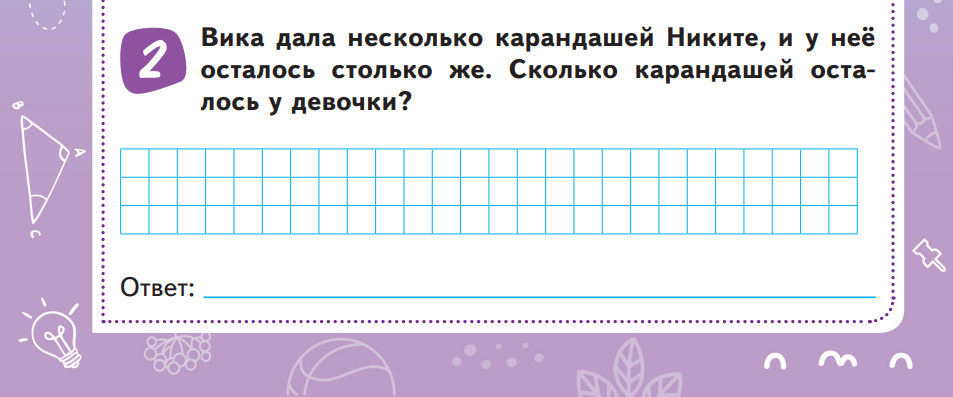 2
Вика дала несколько карандашей Никите, и у неё
осталось столько же. Сколько карандашей оста-
лось у девочки?
Ответ:
B
A
C